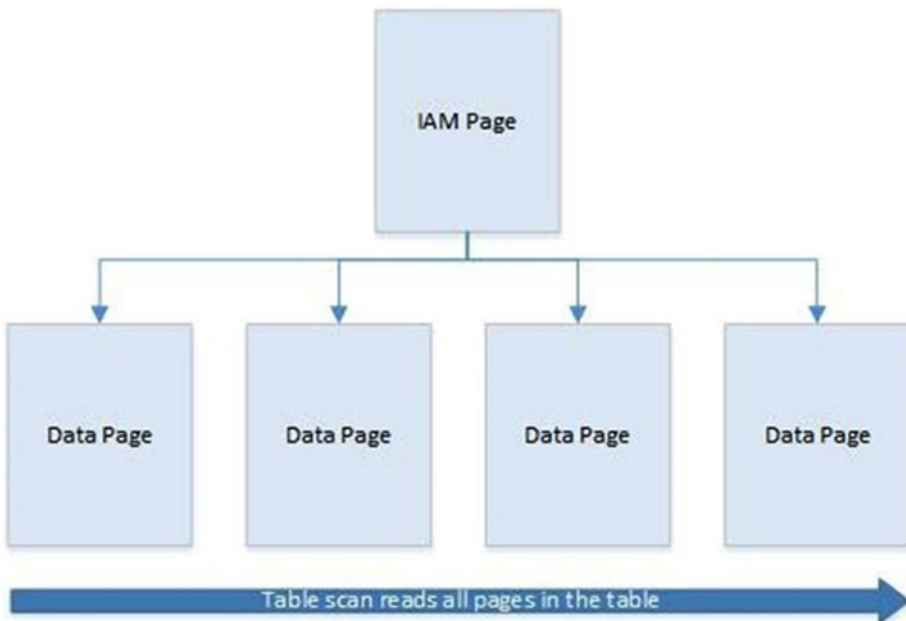 IAM Page
Data Page
Data Page
Data Page
Data Page
Table scan reads all pages in the table